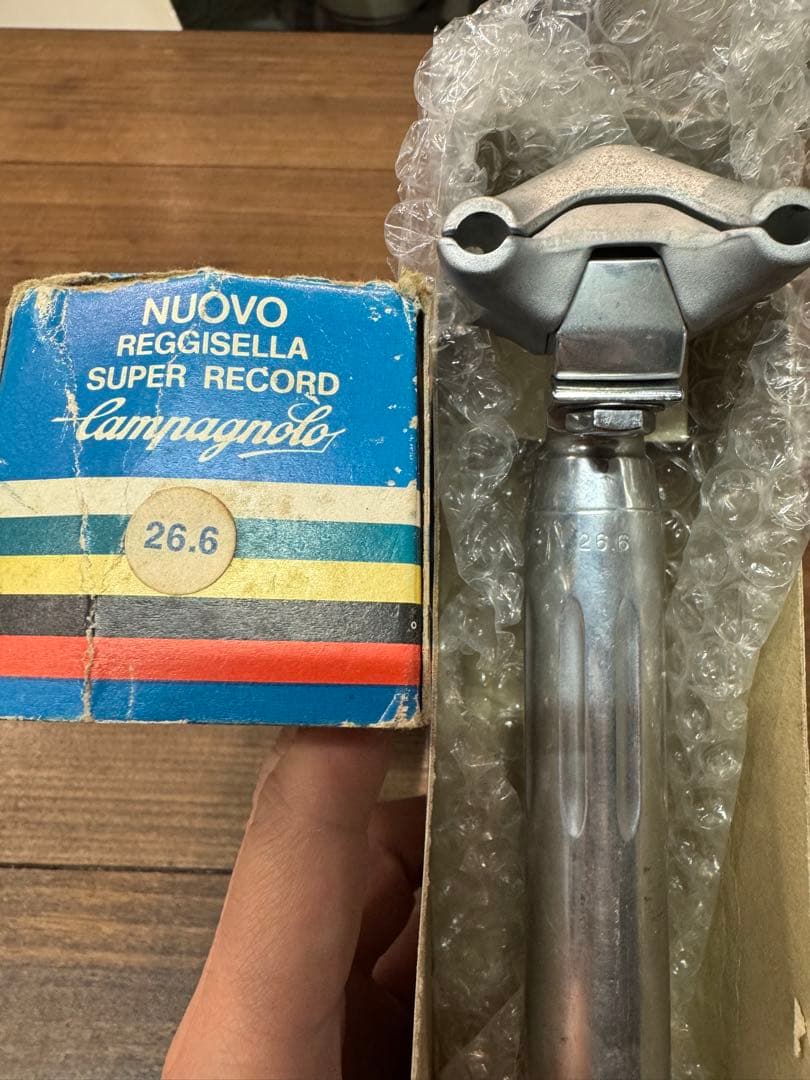 NUOVO
REGGISELLA
SUPER RECORD
Campagnolo
26.6
26.6